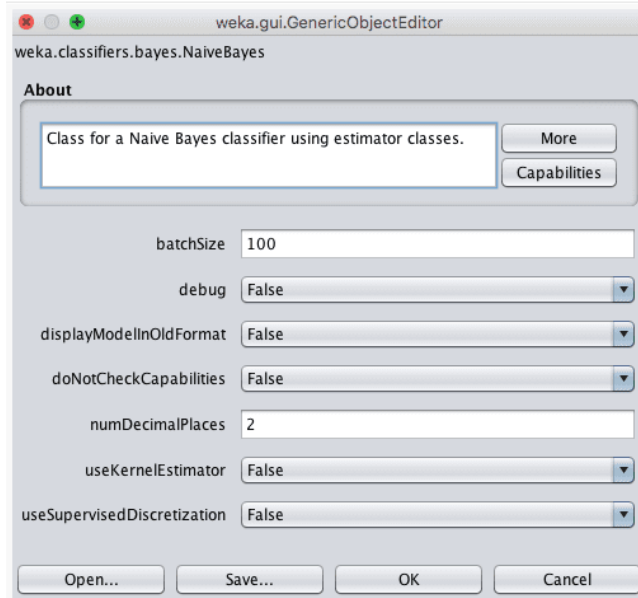 weka.gui.GenericObjectEditor
weka.classifiers.bayes.NaiveBayes
About
Class for a Naive Bayes classifier using estimator classes.
More
Capabilities
batchSize 100
debug False
displayModelInOldFormat False
doNotCheckCapabilities False
numDecimalPlaces 2
useKernelEstimator False
useSupervisedDiscretization False
Open... Save... OK Cancel